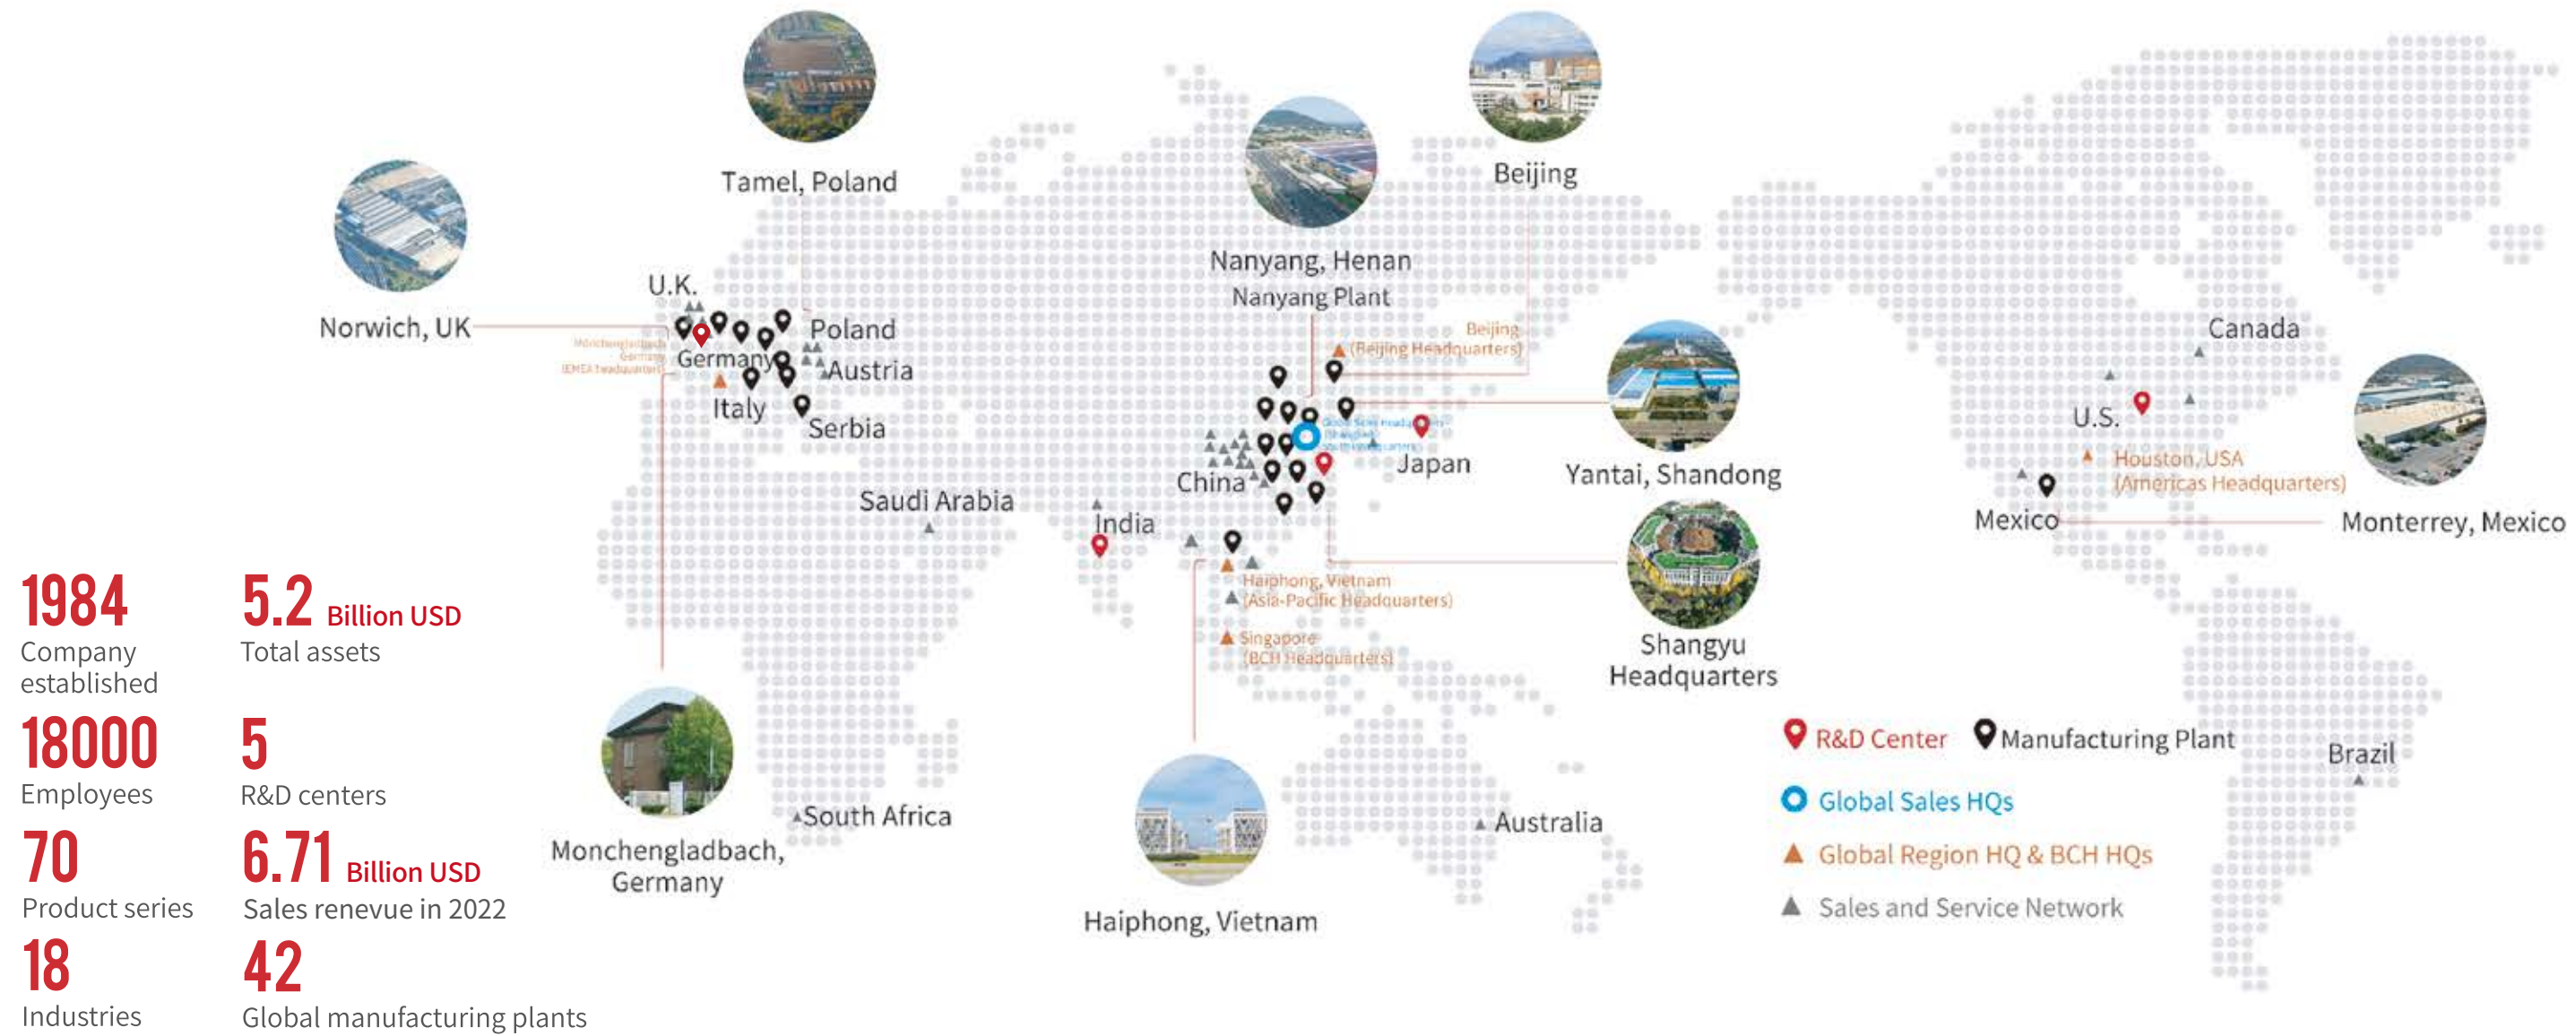 Tamel, Poland
Beijing
Norwich, UK
Nanyang, Henan
Nanyang Plant
U.K.
Poland
Germany
Austria
Italy
Serbia
Mönchengladbach
Germany
(EMEA headquarters)
Beijing
(Beijing Headquarters)
Japan
China
Yantai, Shandong
Saudi Arabia
India
Haiphong, Vietnam
(Asia-Pacific Headquarters)
Singapore
(BCH Headquarters)
Shangyu
Headquarters
Canada
U.S.
Houston, USA
(Americas Headquarters)
Mexico
Monterrey, Mexico
Brazil
Australia
South Africa
Monchengladbach,
Germany
Haiphong, Vietnam
1984
Company
established
5.2 Billion USD
Total assets
18000
Employees
5
R&D centers
70
Product series
6.71 Billion USD
Sales renevue in 2022
18
Industries
42
Global manufacturing plants
R&D Center
Manufacturing Plant
Global Sales HQs
Global Region HQ & BCH HQs
Sales and Service Network